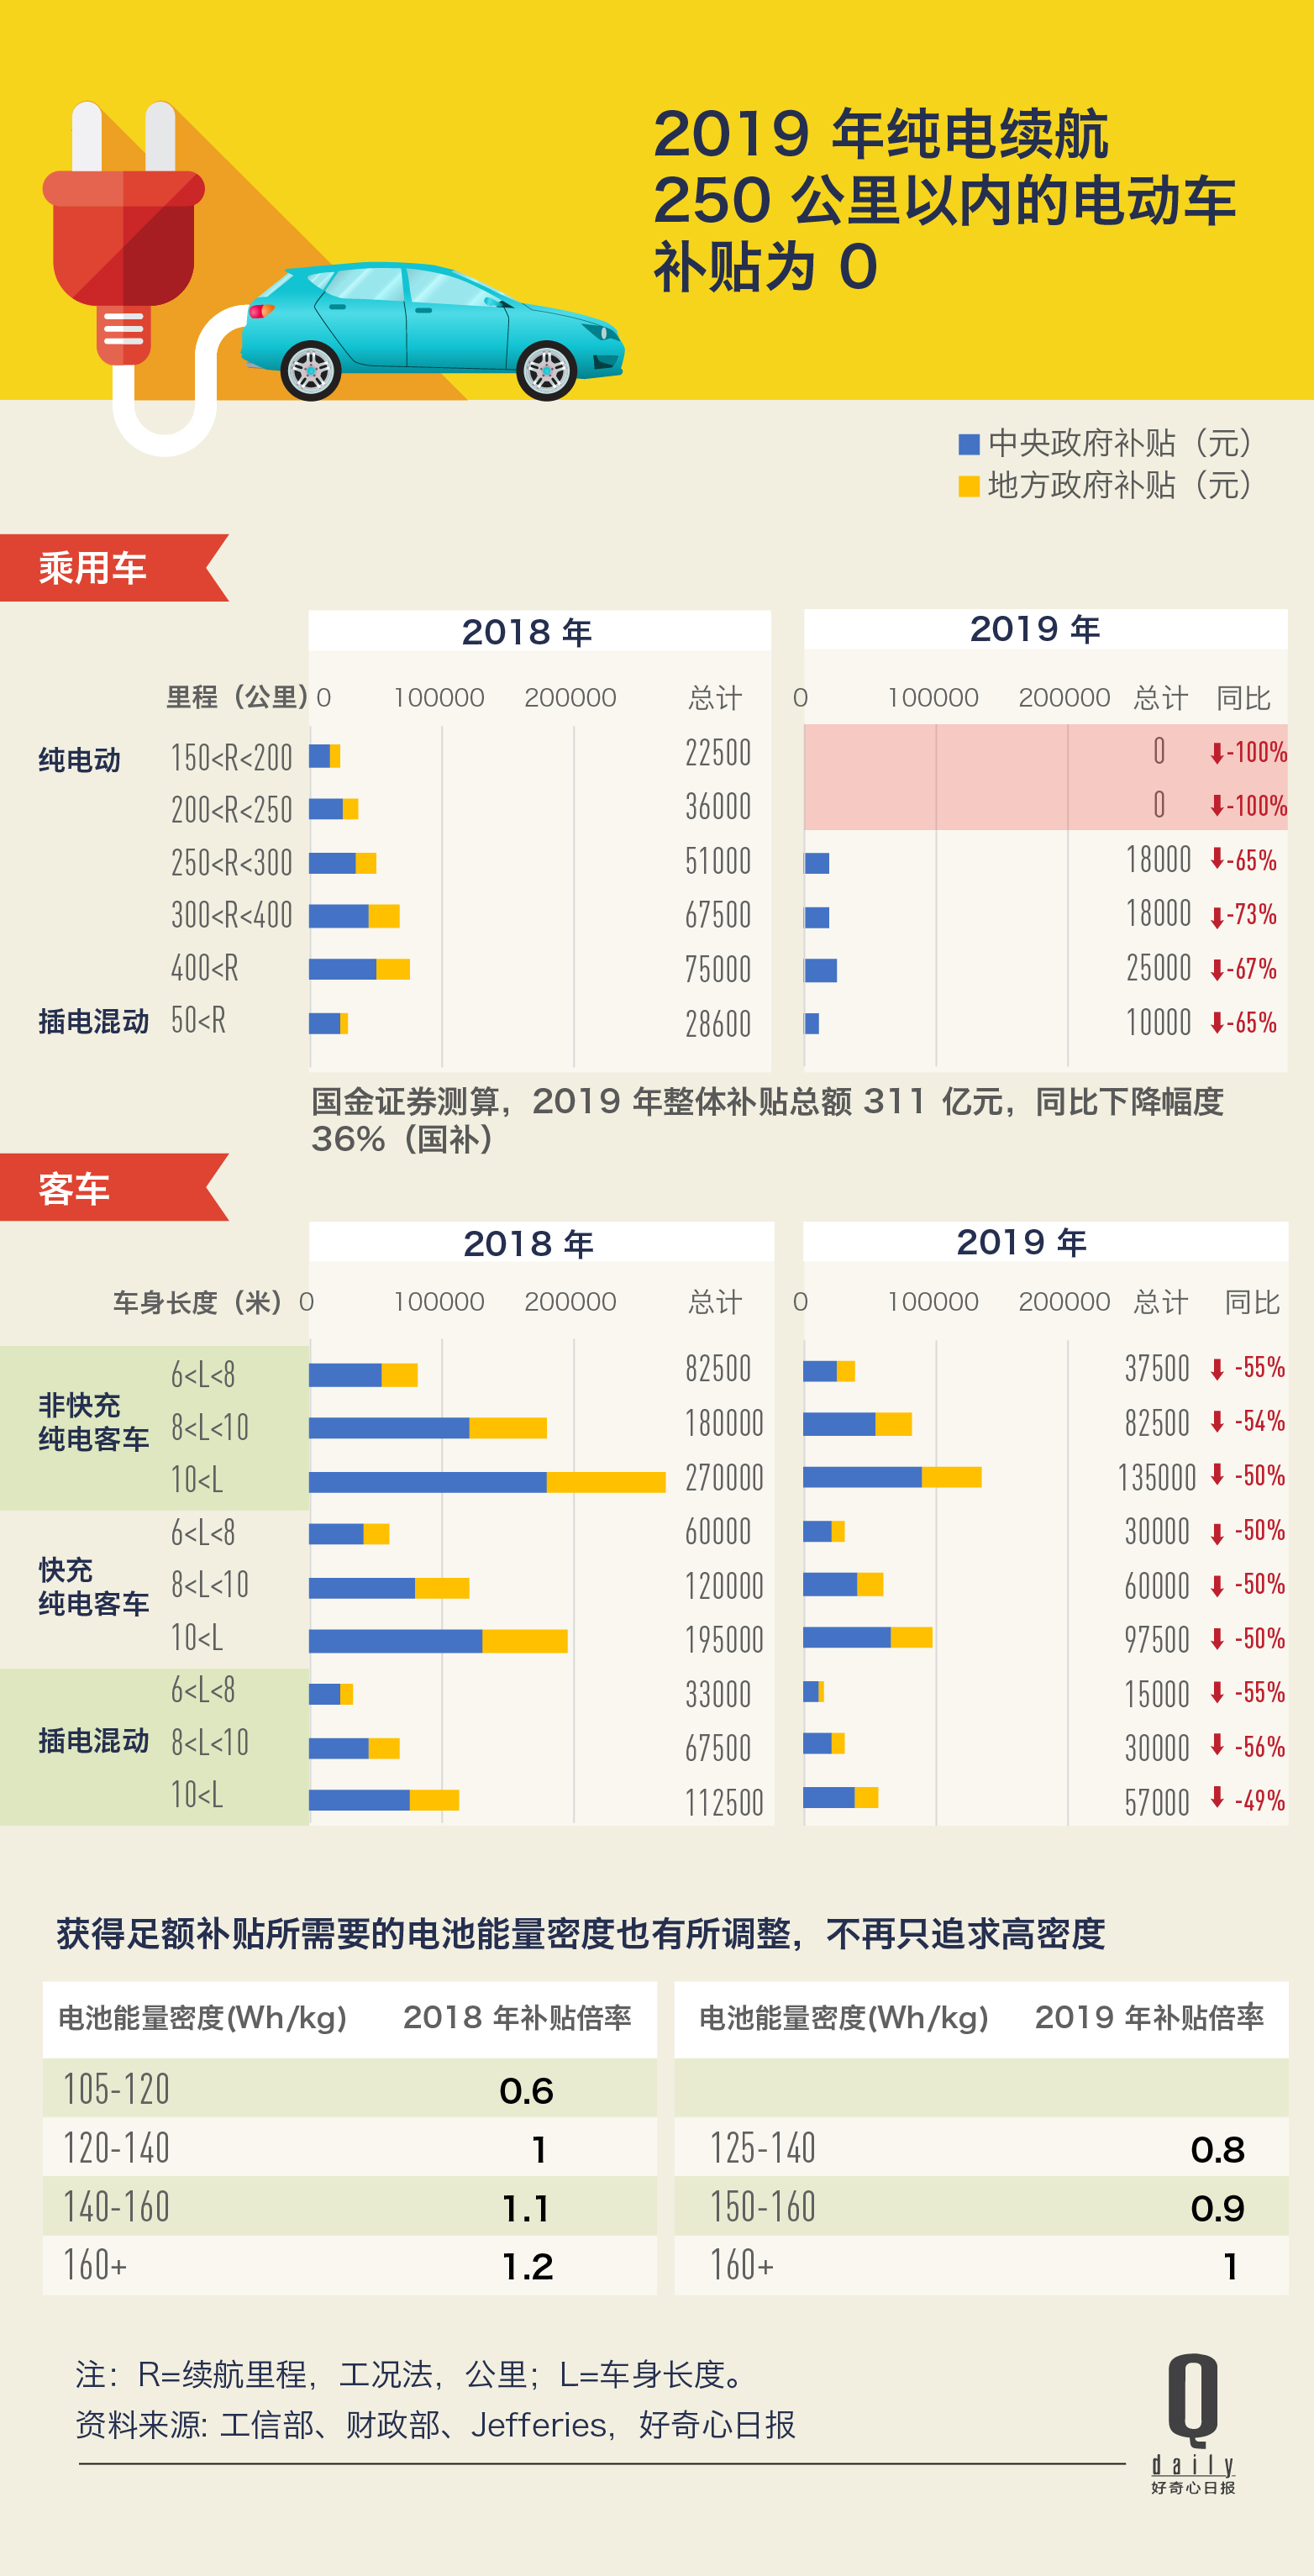 2019 年纯电续航
250 公里以内的电动车
补贴为 0
中央政府补贴（元）
地方政府补贴（元）
乘用车
2018 年 2019 年
里程（公里） 0 100000 200000 总计 0 100000 200000 总计 同比
纯电动 150<R<200 22500 0 -100%
200<R<250 36000 0 -100%
250<R<300 51000 18000 -65%
300<R<400 67500 18000 -73%
400<R 75000 25000 -67%
插电混动 50<R 28600 10000 -65%
国金证券测算，2019 年整体补贴总额 311 亿元，同比下降幅度
36%（国补）
客车
2018 年 2019 年
车身长度（米） 0 100000 200000 总计 0 100000 200000 总计 同比
非快充
纯电客车
6<L<8 82500 37500 -55%
8<L<10 180000 82500 -54%
10<L 270000 135000 -50%
快充
纯电客车
6<L<8 60000 30000 -50%
8<L<10 120000 60000 -50%
10<L 195000 97500 -50%
插电混动
6<L<8 33000 15000 -55%
8<L<10 67500 30000 -56%
10<L 112500 57000 -49%
获得足额补贴所需要的电池能量密度也有所调整，不再只追求高密度
电池能量密度(Wh/kg) 2018 年补贴倍率 电池能量密度(Wh/kg) 2019 年补贴倍率
105-120 0.6
120-140 1 125-140 0.8
140-160 1.1 150-160 0.9
160+ 1.2 160+ 1
注：R=续航里程，工况法，公里；L=车身长度。
资料来源: 工信部、财政部、Jefferies，好奇心日报
Q
daily
好奇心日报